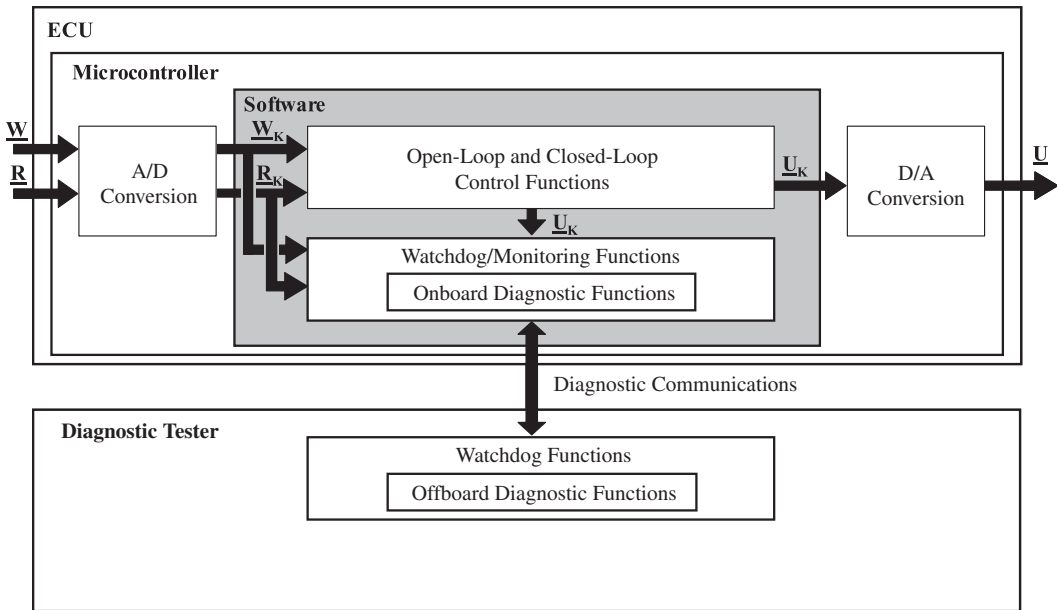 ECU
Microcontroller
Software
W
R
A/D
Conversion
W_K
R_K
Open-Loop and Closed-Loop
Control Functions
U_K
D/A
Conversion
U
U_K
Watchdog/Monitoring Functions
Onboard Diagnostic Functions
Diagnostic Communications
Diagnostic Tester
Watchdog Functions
Offboard Diagnostic Functions